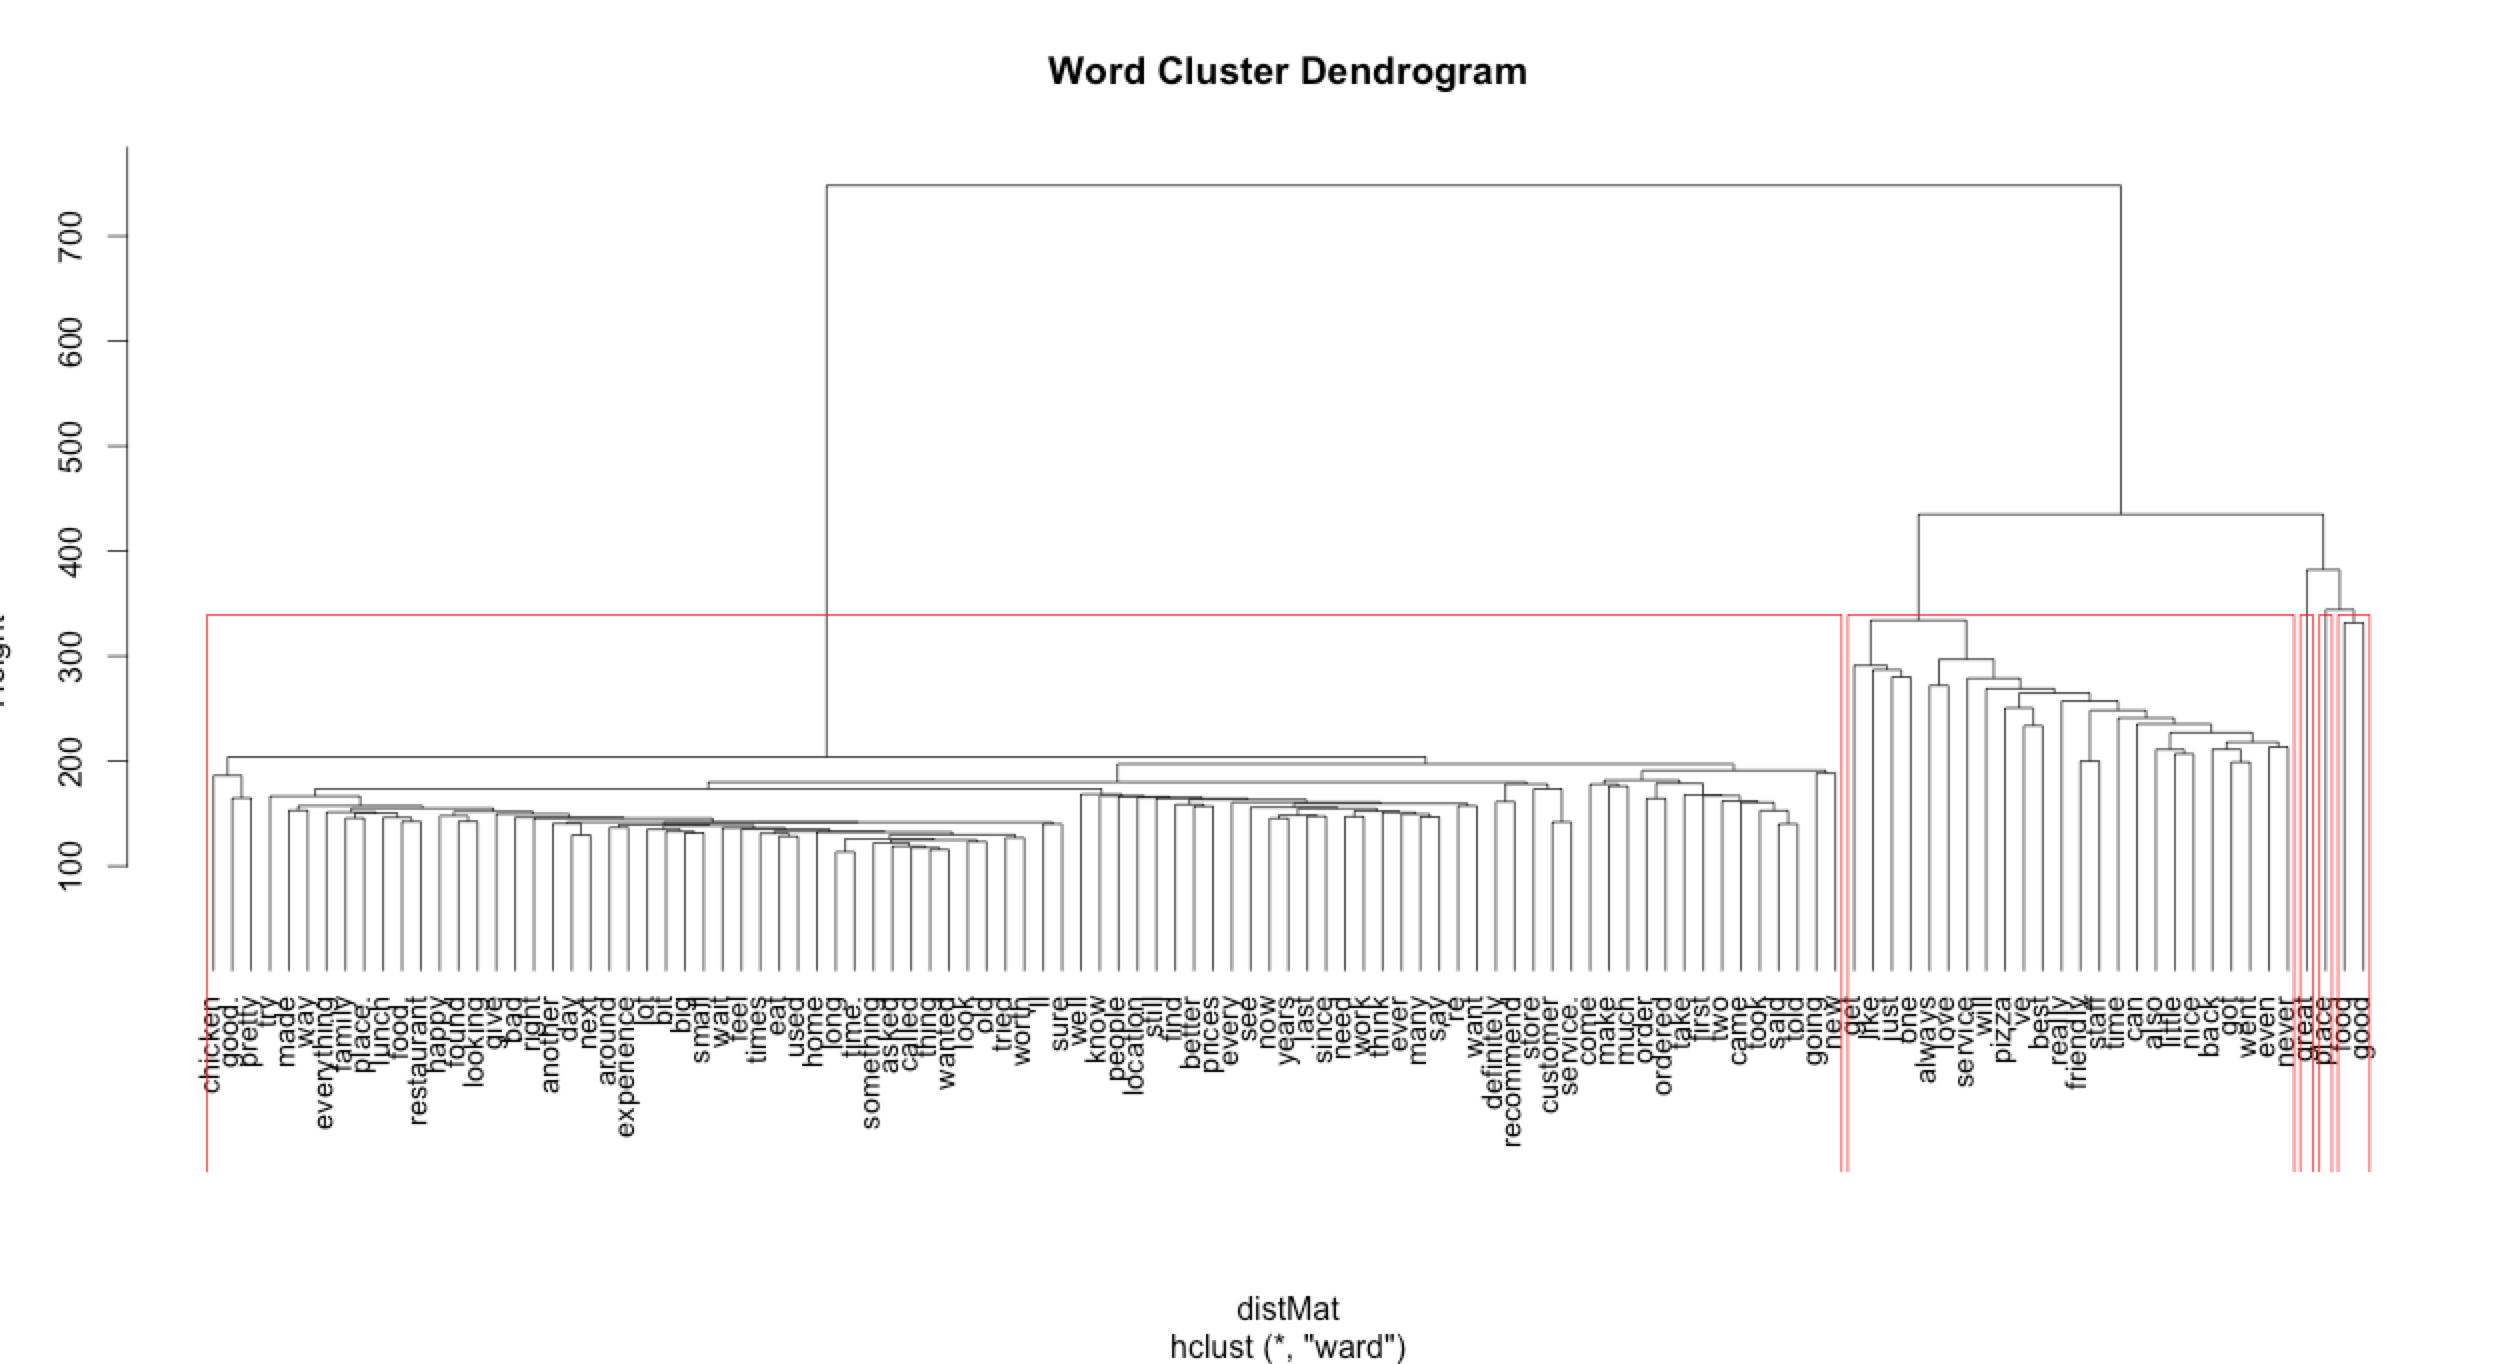 Word Cluster Dendrogram
700
600
500
400
300
200
100
chicken
good.
pretty
try
made
way
everything
family
place.
lunch
food.
restaurant
happy
found
looking
give
bad
right
another
day
next
around
experience
lot
bit
big
small
wait
feel
times
eat
used
home
long
time.
something
asked
called
thing
wanted
look
old
tried
worth
'll
sure
well
know
people
location
still
find
better
prices
every
see
now
years
last
since
need
work
think
ever
many
say
're
want
definitely
recommend
store
customer
service.
come
make
much
order
ordered
take
first
two
came
took
said
told
going
new
get
like
just
one
always
love
service
will
pizza
've
best
really
friendly
staff
time
can
also
little
nice
back
got
went
even
never
great
place
food
good
distMat
hclust (*, "ward")